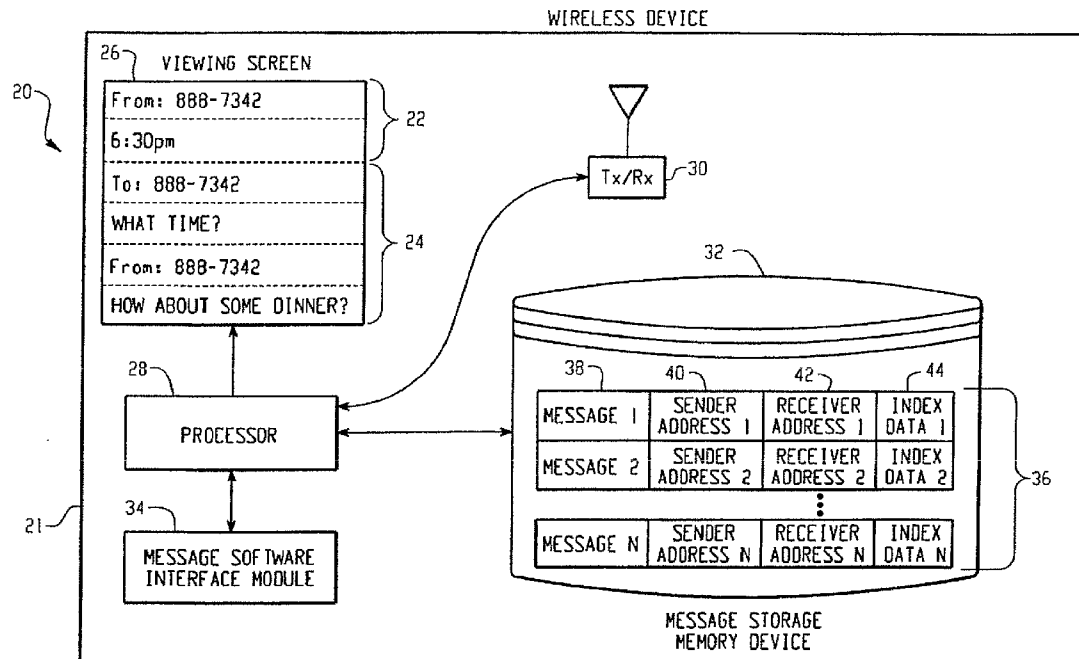 WIRELESS DEVICE
20
26
VIEWING SCREEN
From: 888-7342
6:30pm
22
To: 888-7342
WHAT TIME?
From: 888-7342
HOW ABOUT SOME DINNER?
24
Tx/Rx
30
28
PROCESSOR
21
34
MESSAGE SOFTWARE
INTERFACE MODULE
32
38
40
42
44
MESSAGE 1 SENDER ADDRESS 1 RECEIVER ADDRESS 1 INDEX DATA 1
MESSAGE 2 SENDER ADDRESS 2 RECEIVER ADDRESS 2 INDEX DATA 2
MESSAGE N SENDER ADDRESS N RECEIVER ADDRESS N INDEX DATA N
36
MESSAGE STORAGE
MEMORY DEVICE